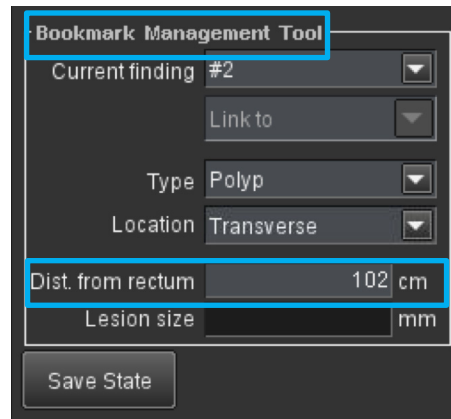 Bookmark Management Tool
Current finding #2
Link to
Type Polyp
Location Transverse
Dist. from rectum 102 cm
Lesion size mm
Save State